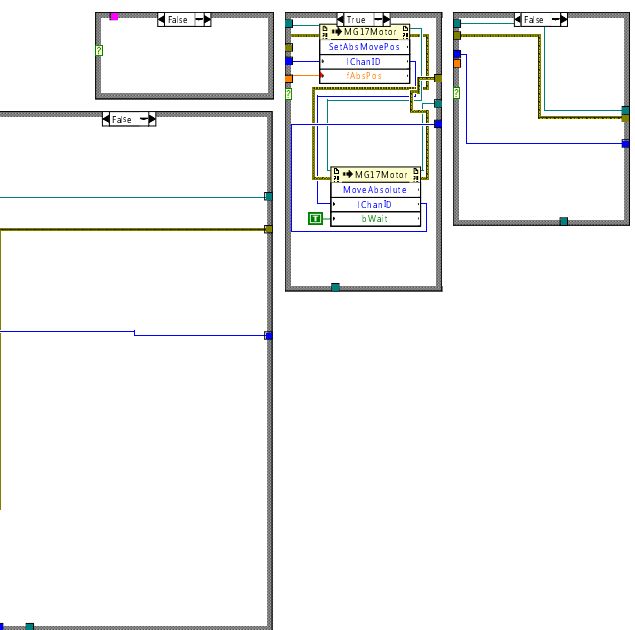 False
True
False
MG17Motor
SetAbsMovePos
lChanID
fAbsPos
?
?
?
False
MG17Motor
MoveAbsolute
lChanID
T
bWait